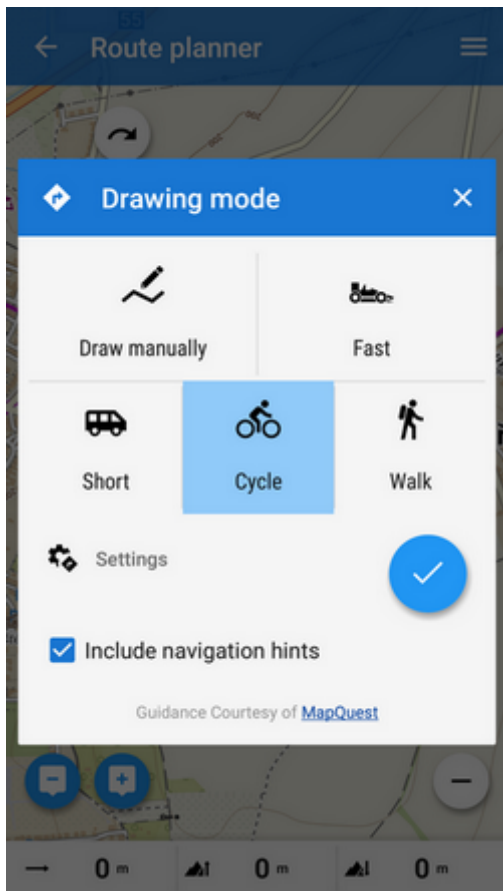 55
Route planner
Drawing mode
Draw manually
Fast
Short
Cycle
Walk
Settings
Include navigation hints
Guidance Courtesy of MapQuest
0 m
0 m
0 m